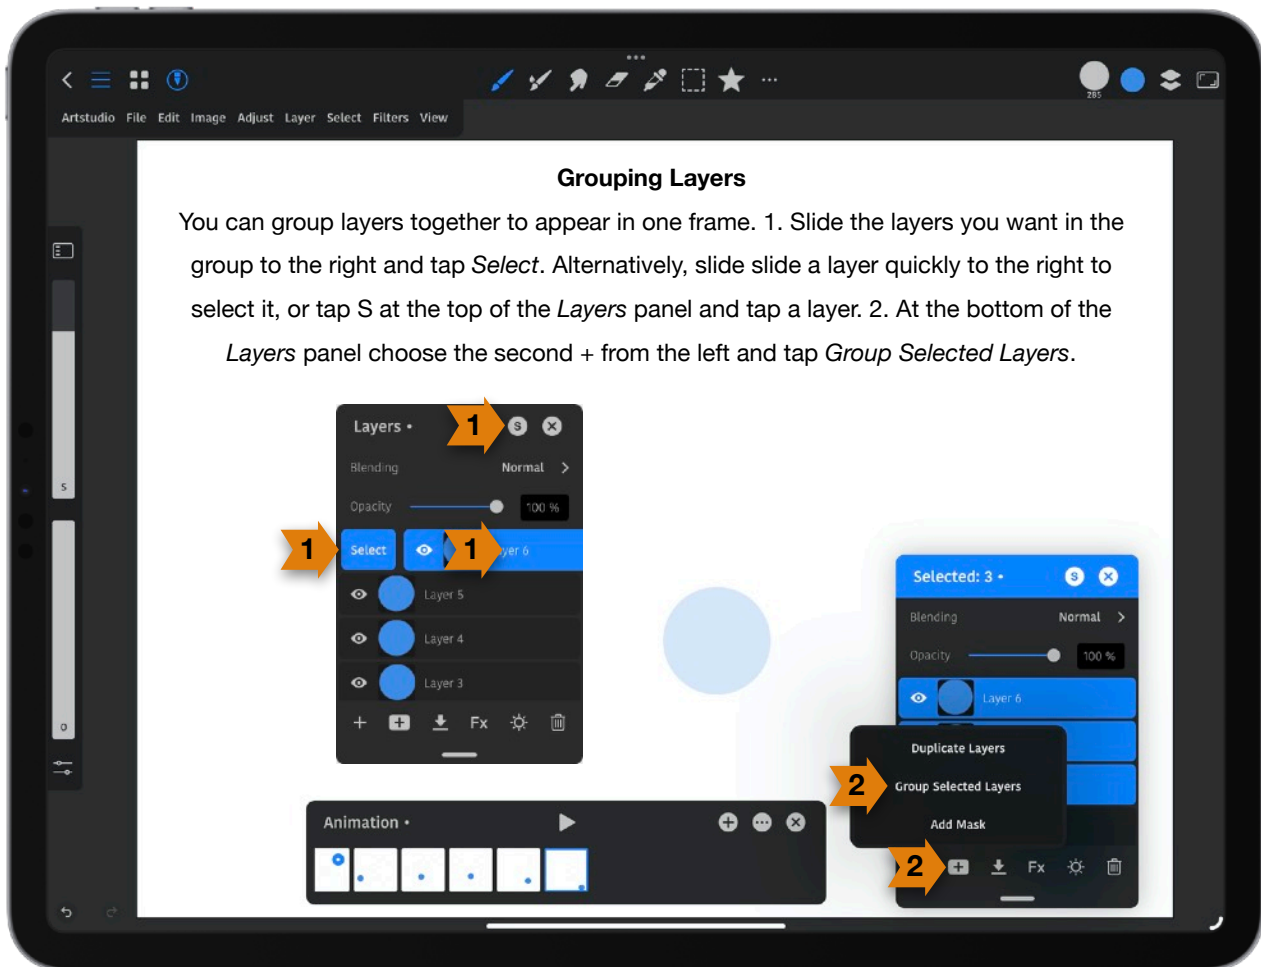 285
Artstudio File Edit Image Adjust Layer Select Filters View
Grouping Layers
You can group layers together to appear in one frame. 1. Slide the layers you want in the
group to the right and tap Select. Alternatively, slide slide a layer quickly to the right to
select it, or tap S at the top of the Layers panel and tap a layer. 2. At the bottom of the
Layers panel choose the second + from the left and tap Group Selected Layers.
Layers • 1 S
Blending Normal
Opacity 100 %
1 Select 1 yer 6
Layer 5
Layer 4
Layer 3
Fx
S
O
Selected: 3 • S
Blending Normal
Opacity 100 %
Layer 6
Duplicate Layers
2 Group Selected Layers
Add Mask
2 Fx
Animation •